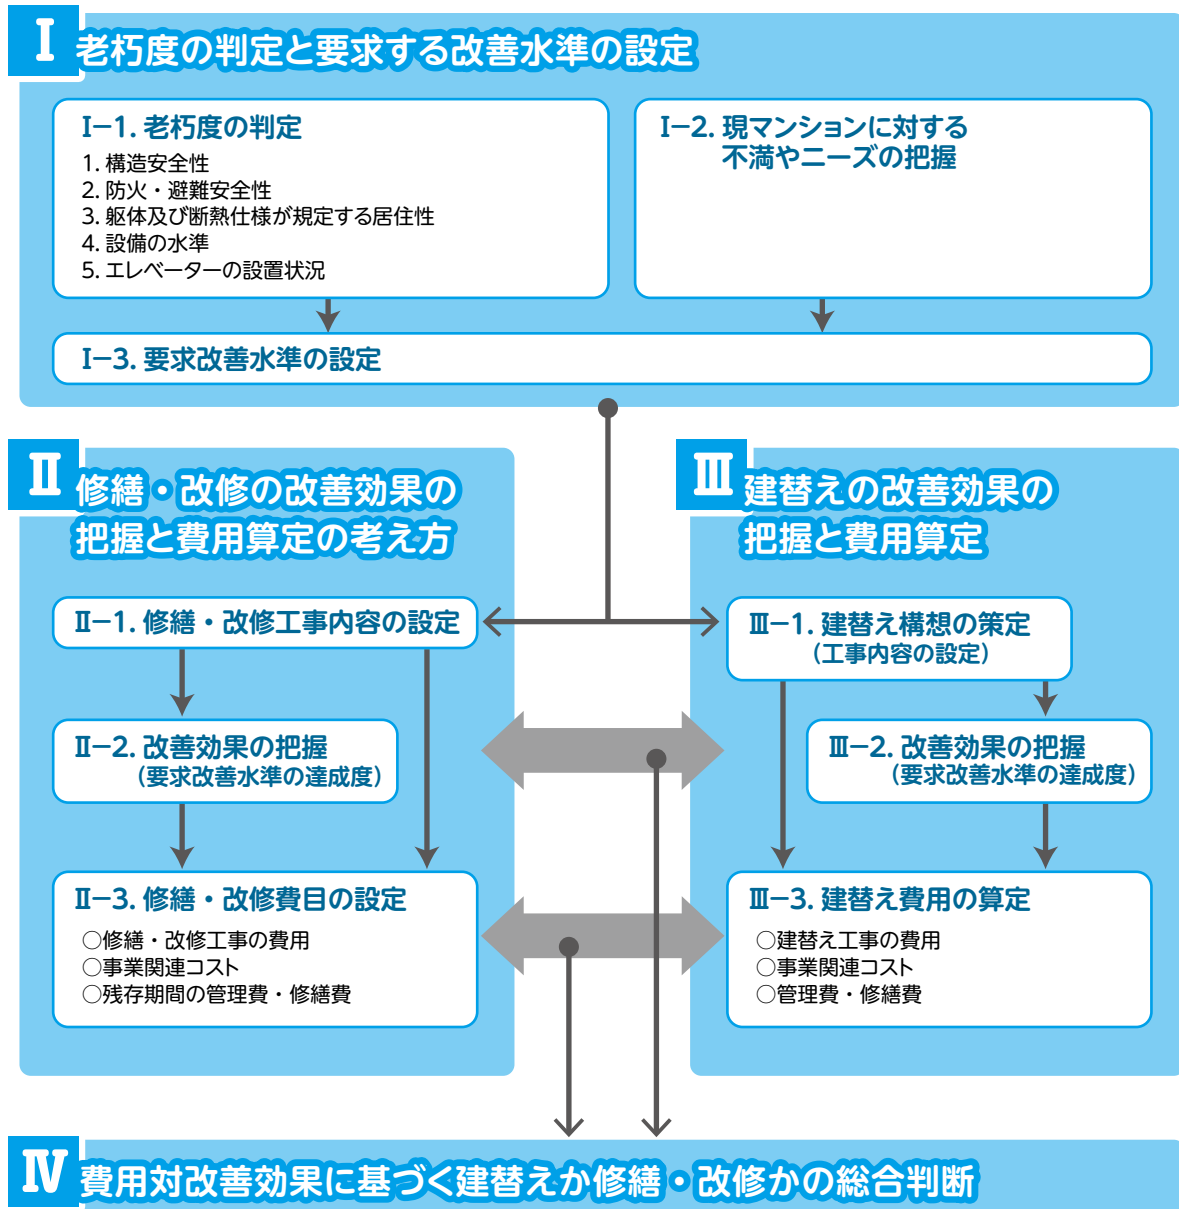 Ⅰ 老朽度の判定と要求する改善水準の設定
Ⅰ−1. 老朽度の判定
1. 構造安全性
2. 防火・避難安全性
3. 躯体及び断熱仕様が規定する居住性
4. 設備の水準
5. エレベーターの設置状況
Ⅰ−2. 現マンションに対する
不満やニーズの把握
Ⅰ−3. 要求改善水準の設定
Ⅱ 修繕・改修の改善効果の
把握と費用算定の考え方
Ⅱ−1. 修繕・改修工事内容の設定
Ⅱ−2. 改善効果の把握
(要求改善水準の達成度)
Ⅱ−3. 修繕・改修費目の設定
○修繕・改修工事の費用
○事業関連コスト
○残存期間の管理費・修繕費
Ⅲ 建替えの改善効果の
把握と費用算定
Ⅲ−1. 建替え構想の策定
(工事内容の設定)
Ⅲ−2. 改善効果の把握
(要求改善水準の達成度)
Ⅲ−3. 建替え費用の算定
○建替え工事の費用
○事業関連コスト
○管理費・修繕費
Ⅳ 費用対改善効果に基づく建替えか修繕・改修かの総合判断